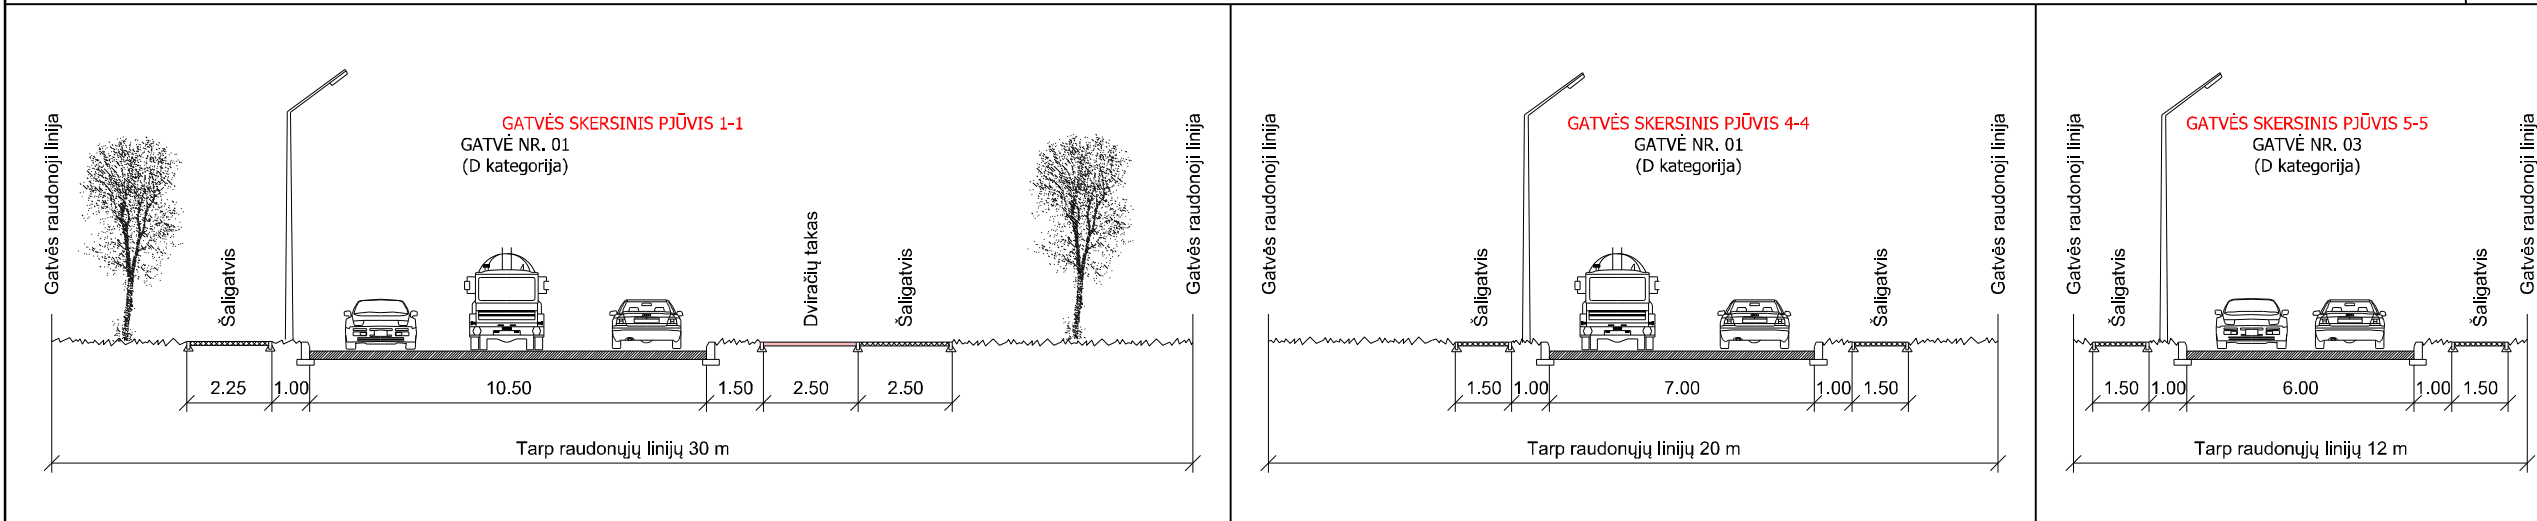 GATVĖS SKERSINIS PJŪVIS 1-1
GATVĖ NR. 01
(D kategorija)
Gatvės raudonoji linija
Šaligatvis
Dviračių takas
Šaligatvis
Gatvės raudonoji linija
2.25
1.00
10.50
1.50
2.50
2.50
Tarp raudonųjų linijų 30 m
GATVĖS SKERSINIS PJŪVIS 4-4
GATVĖ NR. 01
(D kategorija)
Gatvės raudonoji linija
Šaligatvis
Šaligatvis
Gatvės raudonoji linija
1.50
1.00
7.00
1.00
1.50
Tarp raudonųjų linijų 20 m
GATVĖS SKERSINIS PJŪVIS 5-5
GATVĖ NR. 03
(D kategorija)
Gatvės raudonoji linija
Šaligatvis
Šaligatvis
Gatvės raudonoji linija
1.50
1.00
6.00
1.00
1.50
Tarp raudonųjų linijų 12 m